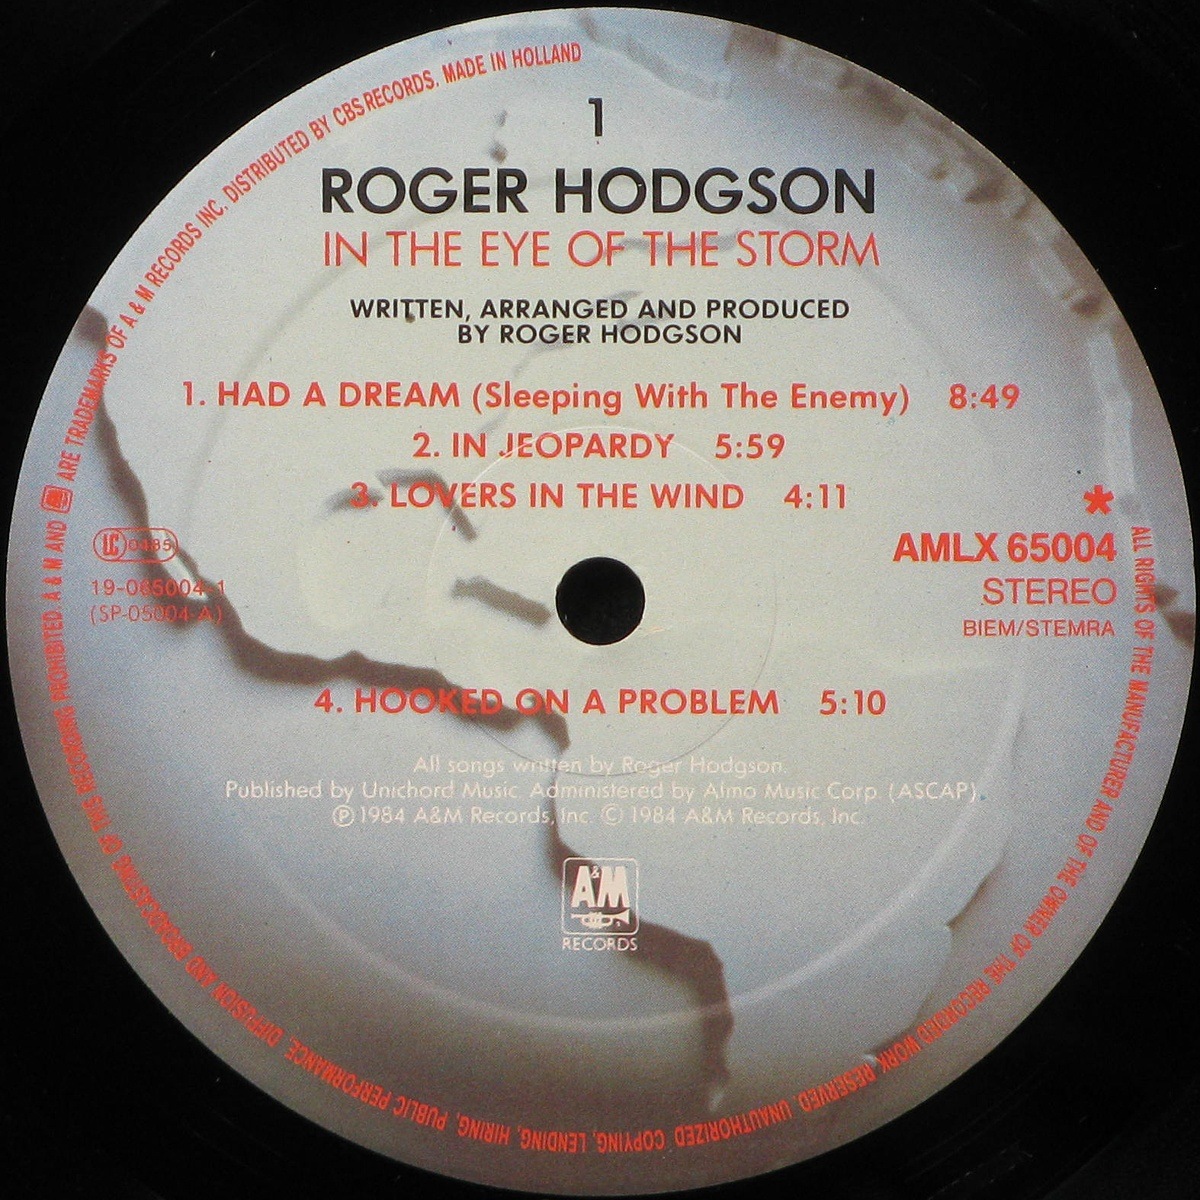 1
ROGER HODGSON
IN THE EYE OF THE STORM
WRITTEN, ARRANGED AND PRODUCED
BY ROGER HODGSON
1. HAD A DREAM (Sleeping With The Enemy) 8:49
2. IN JEOPARDY 5:59
3. LOVERS IN THE WIND 4:11
*
LC 0485
AMLX 65004
19-065004-1
STEREO
(SP-05004-A)
BIEM/STEMRA
4. HOOKED ON A PROBLEM 5:10
All songs written by Roger Hodgson
Published by Unichord Music. Administered by Almo Music Corp. (ASCAP).
Ⓟ 1984 A&M Records, Inc. © 1984 A&M Records, Inc.
A&M
RECORDS
ALL RIGHTS OF THE MANUFACTURER AND OF THE OWNER OF THE RECORDED WORK RESERVED. UNAUTHORIZED COPYING, LENDING, HIRING, PUBLIC PERFORMANCE, DIFFUSION AND BROADCASTING OF THIS RECORDING PROHIBITED. A & M AND A&M ARE TRADEMARKS OF A & M RECORDS INC. DISTRIBUTED BY CBS RECORDS. MADE IN HOLLAND